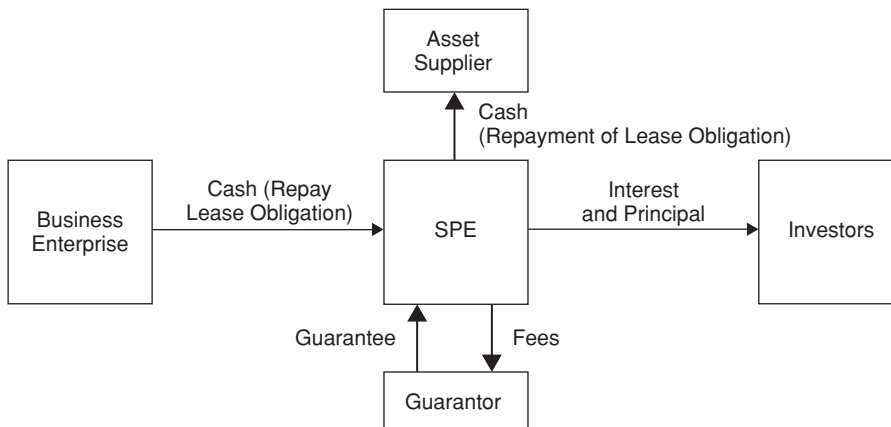 Asset
Supplier
Cash
(Repayment of Lease Obligation)
Business
Enterprise
Cash (Repay
Lease Obligation)
SPE
Interest
and Principal
Investors
Guarantee
Fees
Guarantor